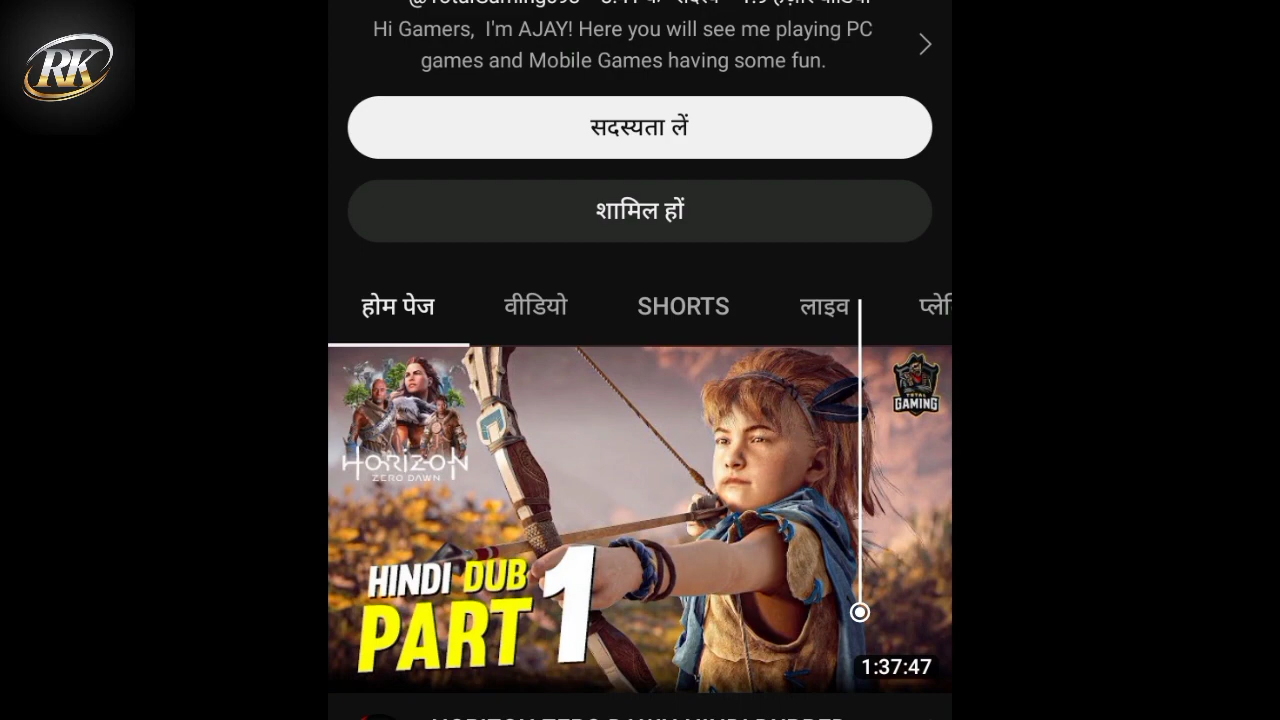 RK
Hi Gamers, I'm AJAY! Here you will see me playing PC
games and Mobile Games having some fun.
सदस्यता लें
शामिल हों
होम पेज वीडियो SHORTS लाइव
HORIZON
ZERO DAWN
TOTAL
GAMING
HINDI DUB
PART 1
1:37:47